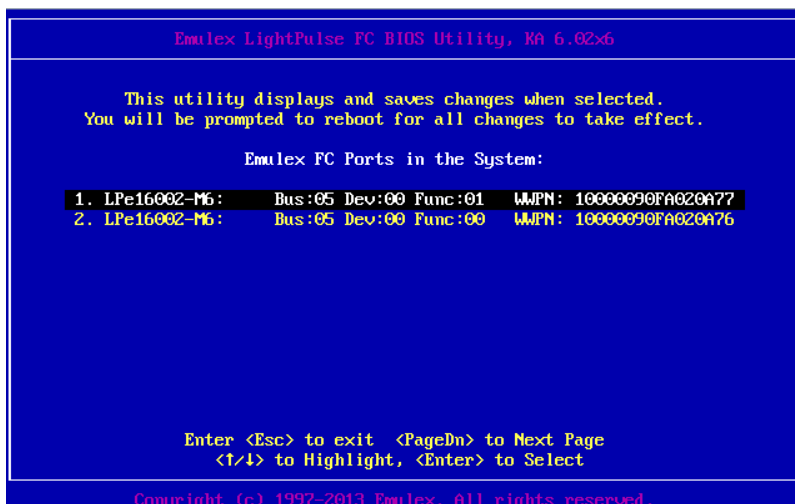 Emulex LightPulse FC BIOS Utility, KA 6.02x6
This utility displays and saves changes when selected.
You will be prompted to reboot for all changes to take effect.
Emulex FC Ports in the System:
1. LPe16002-M6: Bus:05 Dev:00 Func:01 WWPN: 10000090FA020A77
2. LPe16002-M6: Bus:05 Dev:00 Func:00 WWPN: 10000090FA020A76
Enter <Esc> to exit <PageDn> to Next Page
<↑/↓> to Highlight, <Enter> to Select
Copyright (c) 1997-2013 Emulex. All rights reserved.